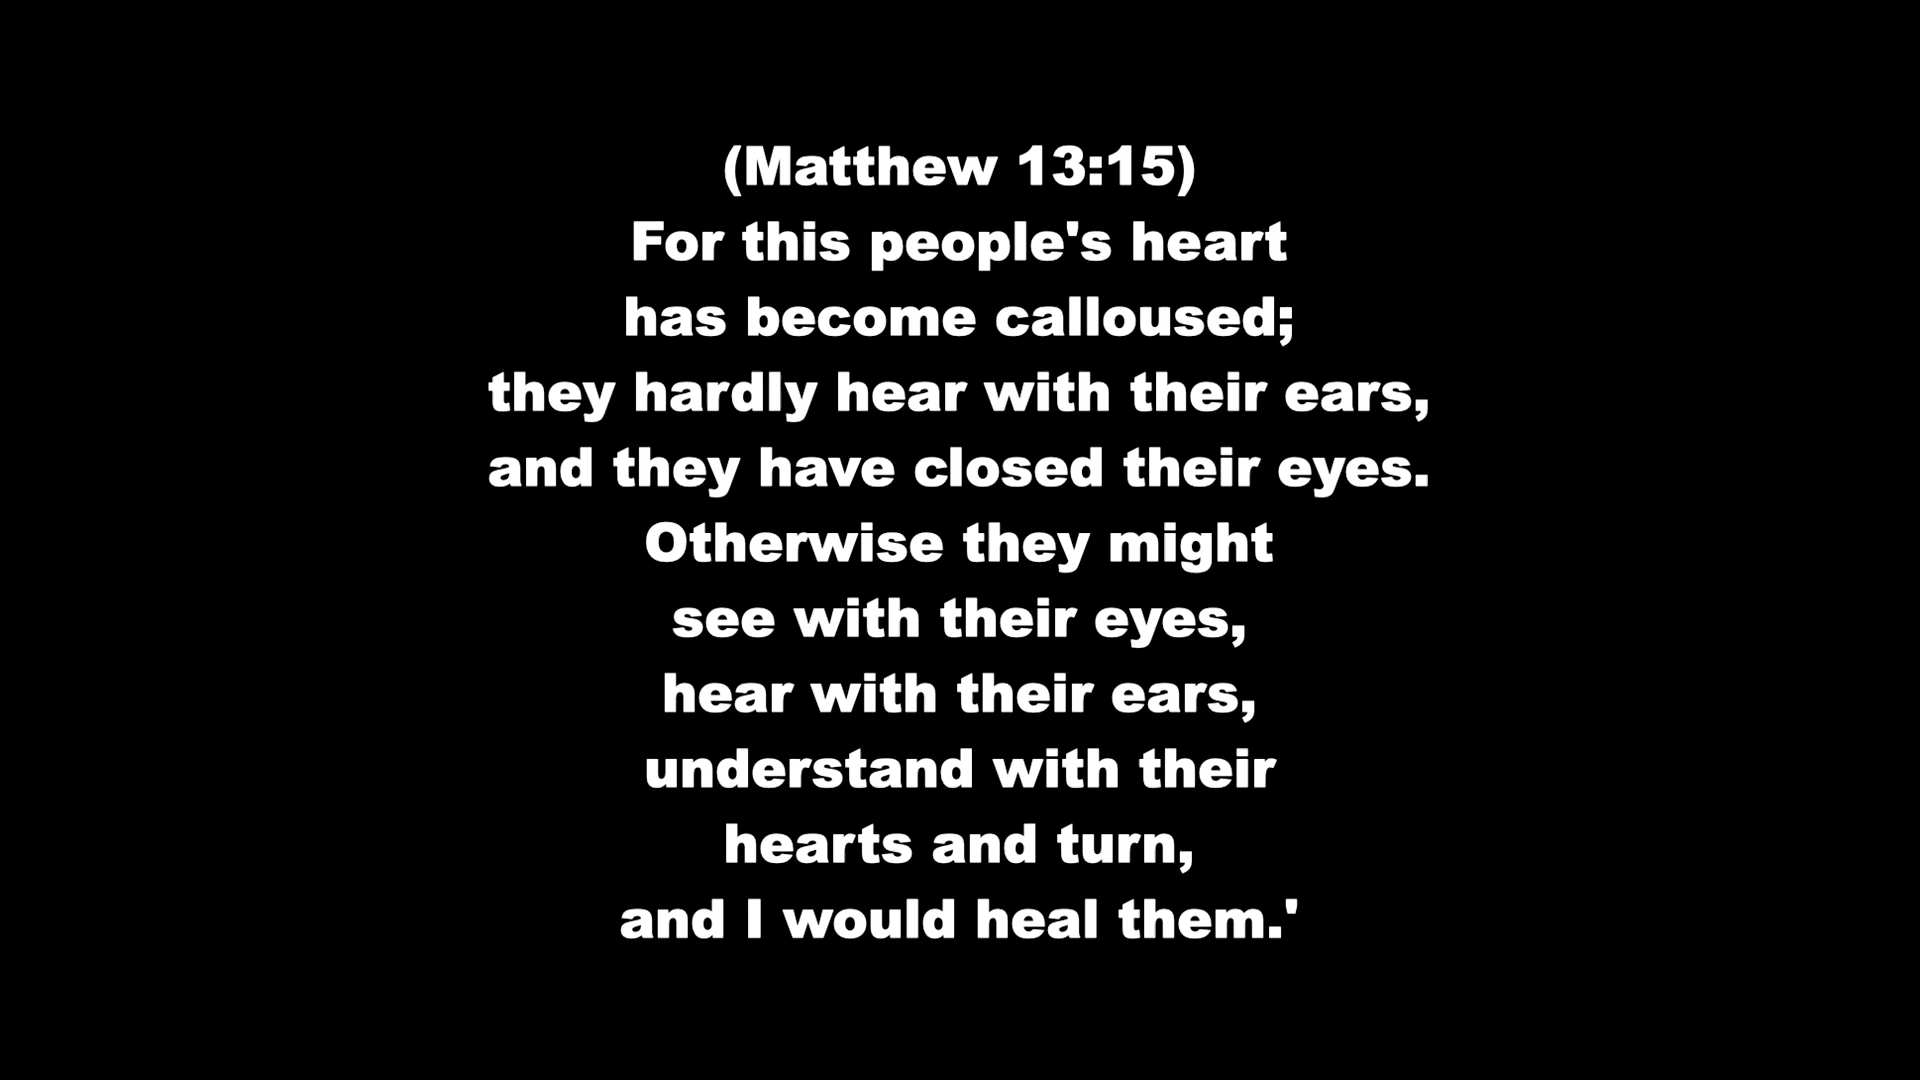 (Matthew 13:15)
For this people's heart
has become calloused;
they hardly hear with their ears,
and they have closed their eyes.
Otherwise they might
see with their eyes,
hear with their ears,
understand with their
hearts and turn,
and I would heal them.'